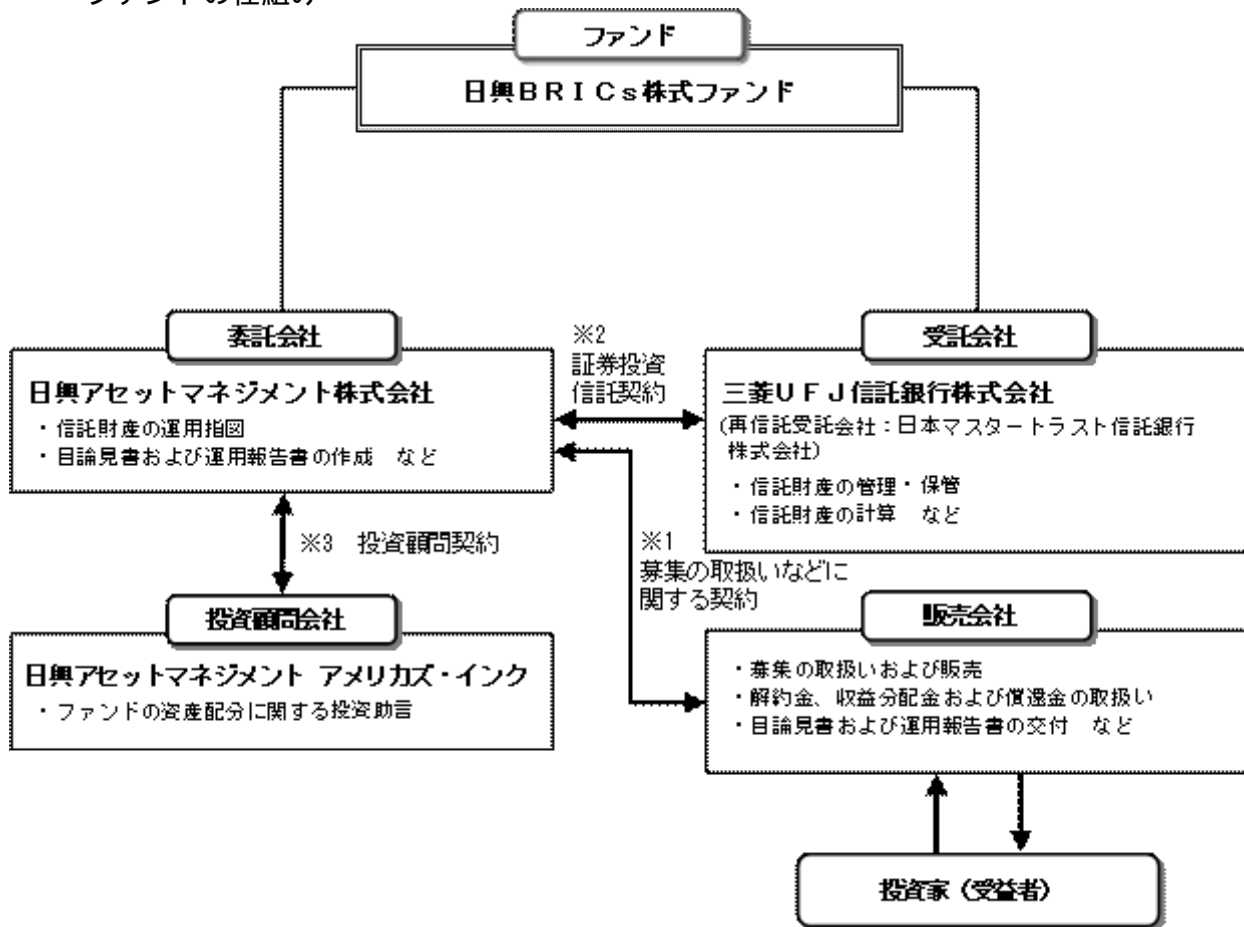 ファンドの仕組み
ファンド
日興BRICs株式ファンド
委託会社
日興アセットマネジメント株式会社
・信託財産の運用指図
・目論見書および運用報告書の作成 など
※2
証券投資
信託契約
受託会社
三菱UFJ信託銀行株式会社
(再信託受託会社：日本マスタートラスト信託銀行
株式会社)
・信託財産の管理・保管
・信託財産の計算 など
※3 投資顧問契約
※1
募集の取扱いなどに
関する契約
投資顧問会社
日興アセットマネジメント アメリカズ・インク
・ファンドの資産配分に関する投資助言
販売会社
・募集の取扱いおよび販売
・解約金、収益分配金および償還金の取扱い
・目論見書および運用報告書の交付 など
投資家（受益者）